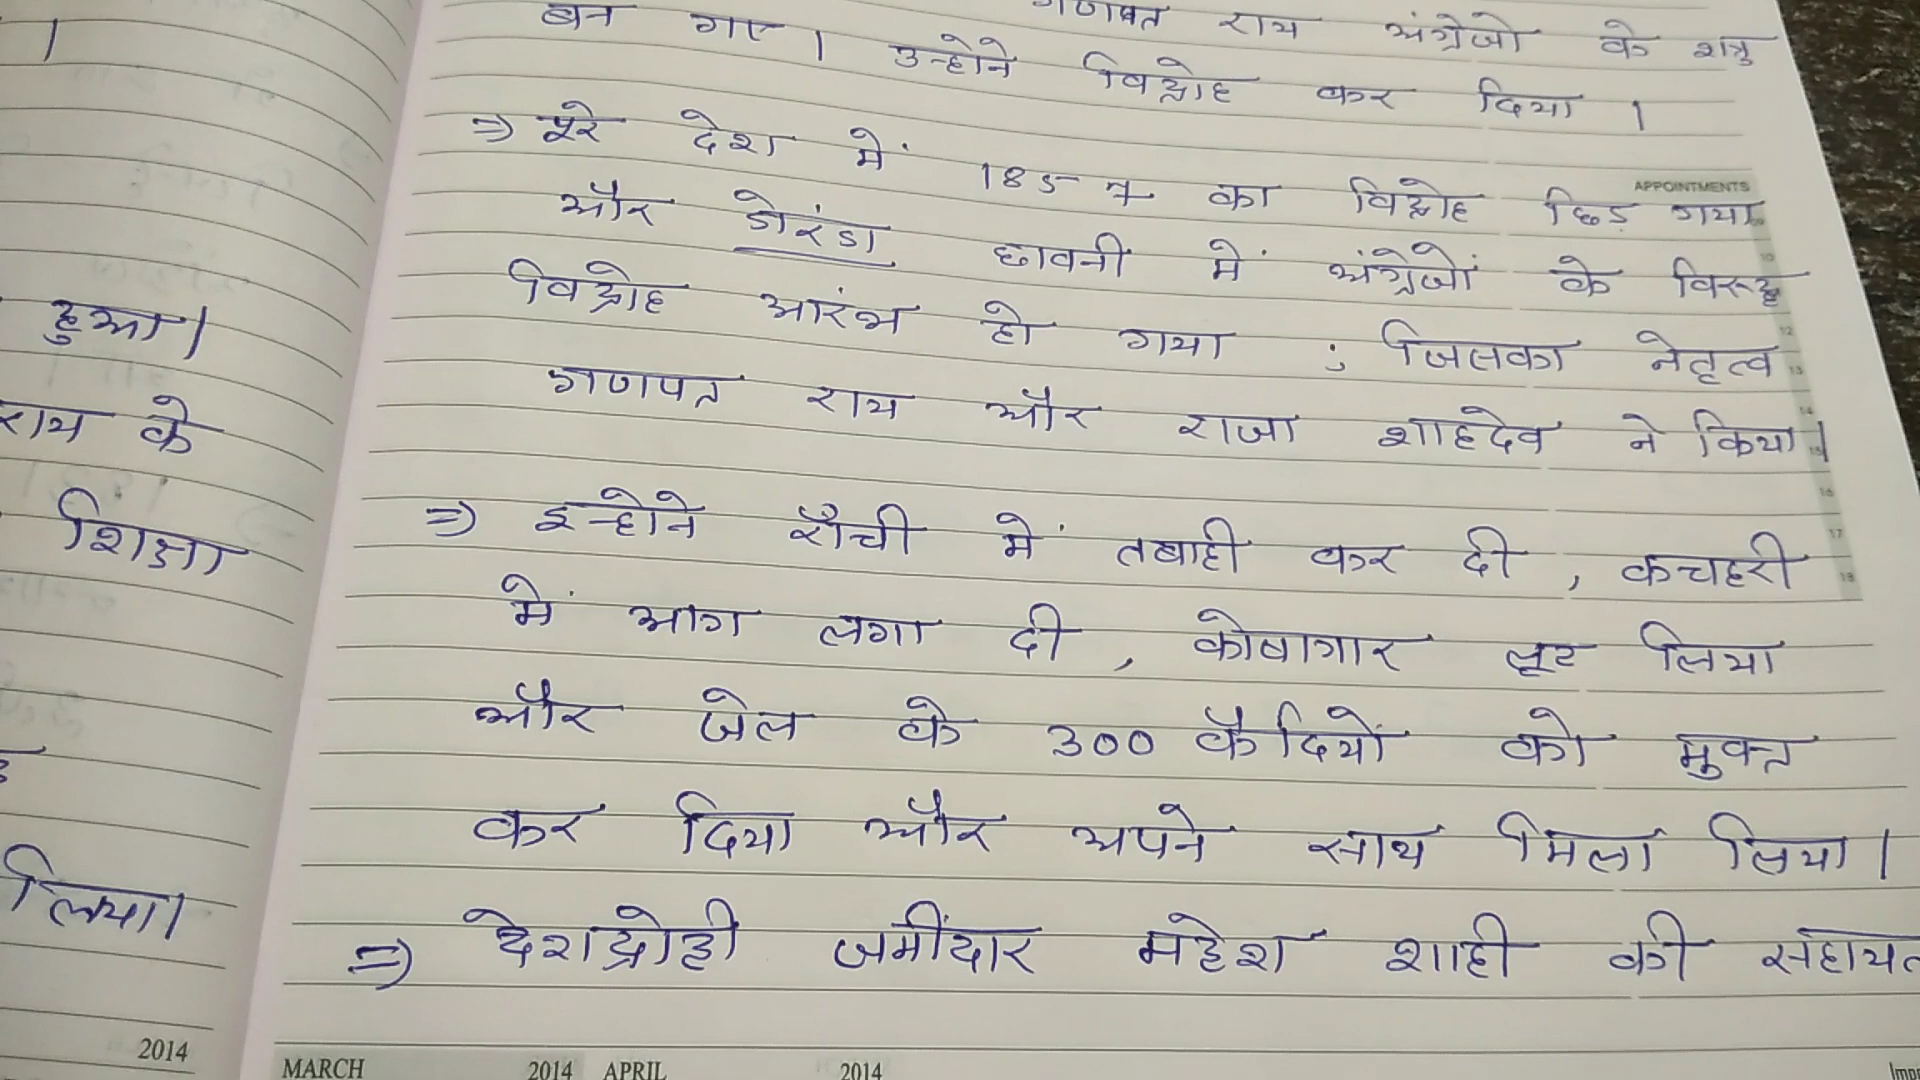 ।
हुआ।
राय के
शिक्षा
लिया।
2014
गणपत राय अंग्रेजो के शत्रु
बन गए। उन्होने विद्रोह कर दिया।
⇒ पूरे देश में 1857 का विद्रोह छिड़ गया
APPOINTMENTS
और डोरंडा छावनी में अंग्रेजों के विरूद्ध
विद्रोह आरंभ हो गया ; जिसका नेतृत्व
गणपत राय और राजा शाहदेव ने किया।
⇒ इन्होने राँची में तबाही कर दी , कचहरी
में आग लगा दी , कोषागार लूट लिया
और जेल के 300 कैदियों को मुक्त
कर दिया और अपने साथ मिला लिया।
⇒ देशद्रोही जमींदार महेश शाही की सहायत
MARCH 2014 APRIL 2014